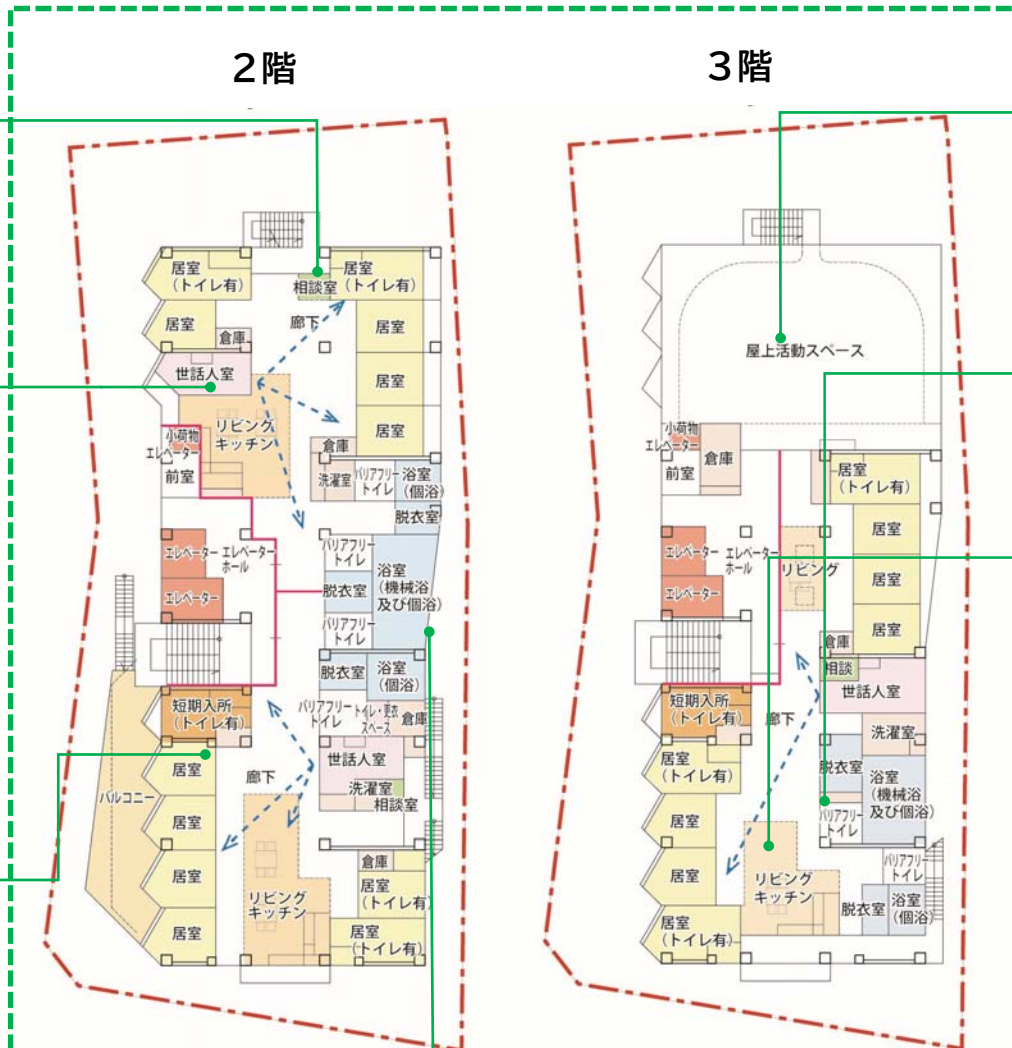 2階
居室
(トイレ有)
相談室
居室
(トイレ有)
廊下
居室
倉庫
居室
世話人室
居室
リビング
キッチン
居室
小荷物
エレベーター
前室
倉庫
洗濯室
バリアフリー
トイレ
浴室
(個浴)
脱衣室
エレベーター
エレベーター
ホール
エレベーター
バリアフリー
トイレ
脱衣室
浴室
(機械浴
及び個浴)
バリアフリー
トイレ
脱衣室
浴室
(個浴)
短期入所
(トイレ有)
バリアフリー
トイレ
トイレ・更衣
スペース
倉庫
居室
廊下
世話人室
洗濯室
相談室
バルコニー
居室
居室
居室
リビング
キッチン
倉庫
居室
(トイレ有)
居室
(トイレ有)
3階
屋上活動スペース
小荷物
エレベーター
前室
倉庫
居室
(トイレ有)
居室
エレベーター
エレベーター
ホール
エレベーター
リビング
居室
居室
倉庫
相談
世話人室
短期入所
(トイレ有)
廊下
洗濯室
居室
(トイレ有)
脱衣室
浴室
(機械浴
及び個浴)
居室
バリアフリー
トイレ
居室
リビング
キッチン
バリアフリー
トイレ
脱衣室
浴室
(個浴)
居室
(トイレ有)